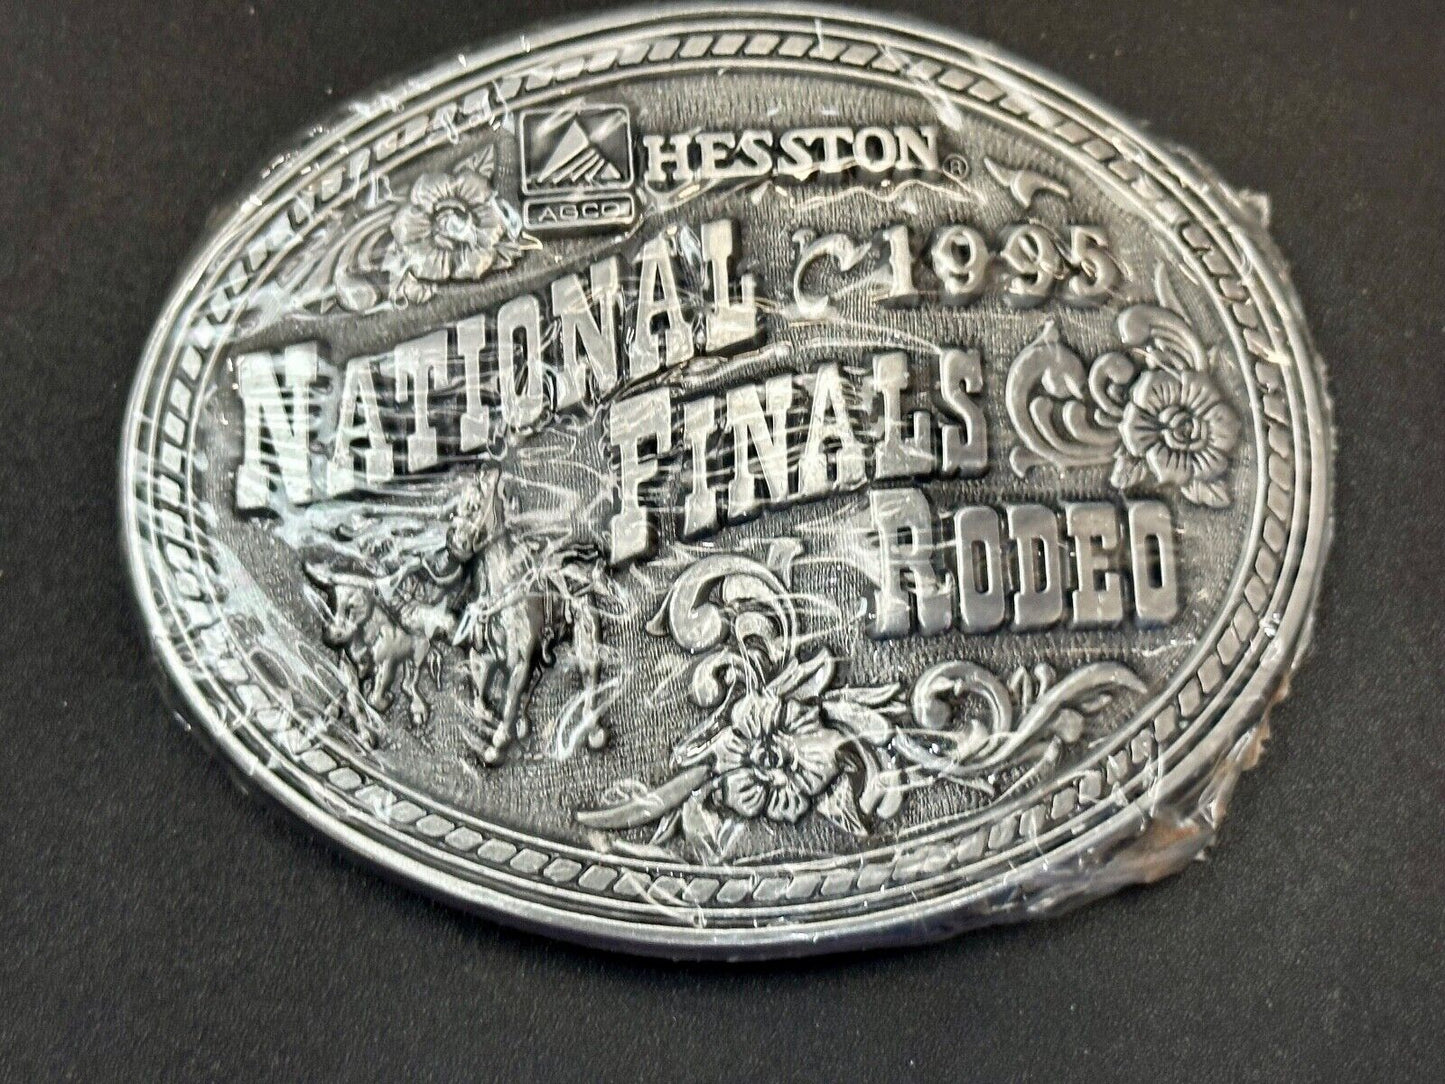 HESSTON®
AGCO
1995
NATIONAL
FINALS
RODEO